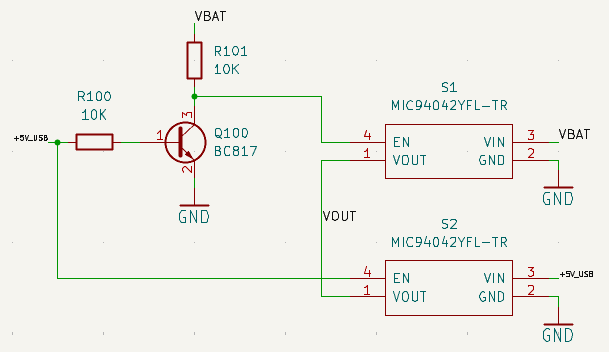 VBAT
R101
10K
R100
10K
+5V_USB
1
3
2
Q100
BC817
GND
S1
MIC94042YFL-TR
4
EN
VIN
3
VBAT
1
VOUT
GND
2
GND
VOUT
S2
MIC94042YFL-TR
4
EN
VIN
3
+5V_USB
1
VOUT
GND
2
GND